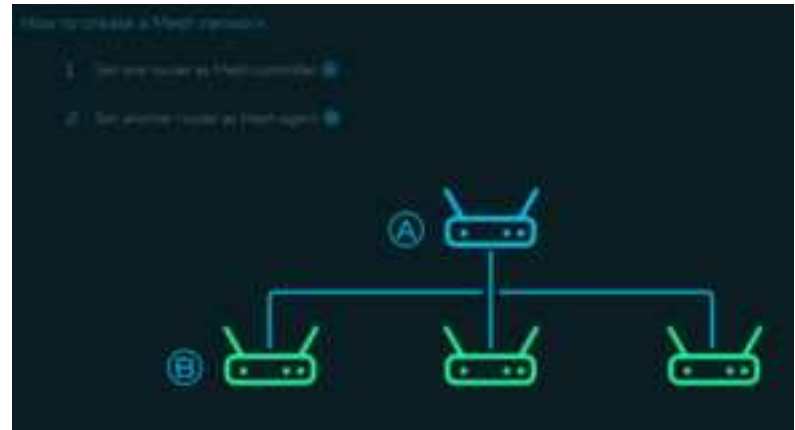 How to create a Mesh network
1 Set one router as Mesh controller A
2 Set another router as Mesh agent B
A
B